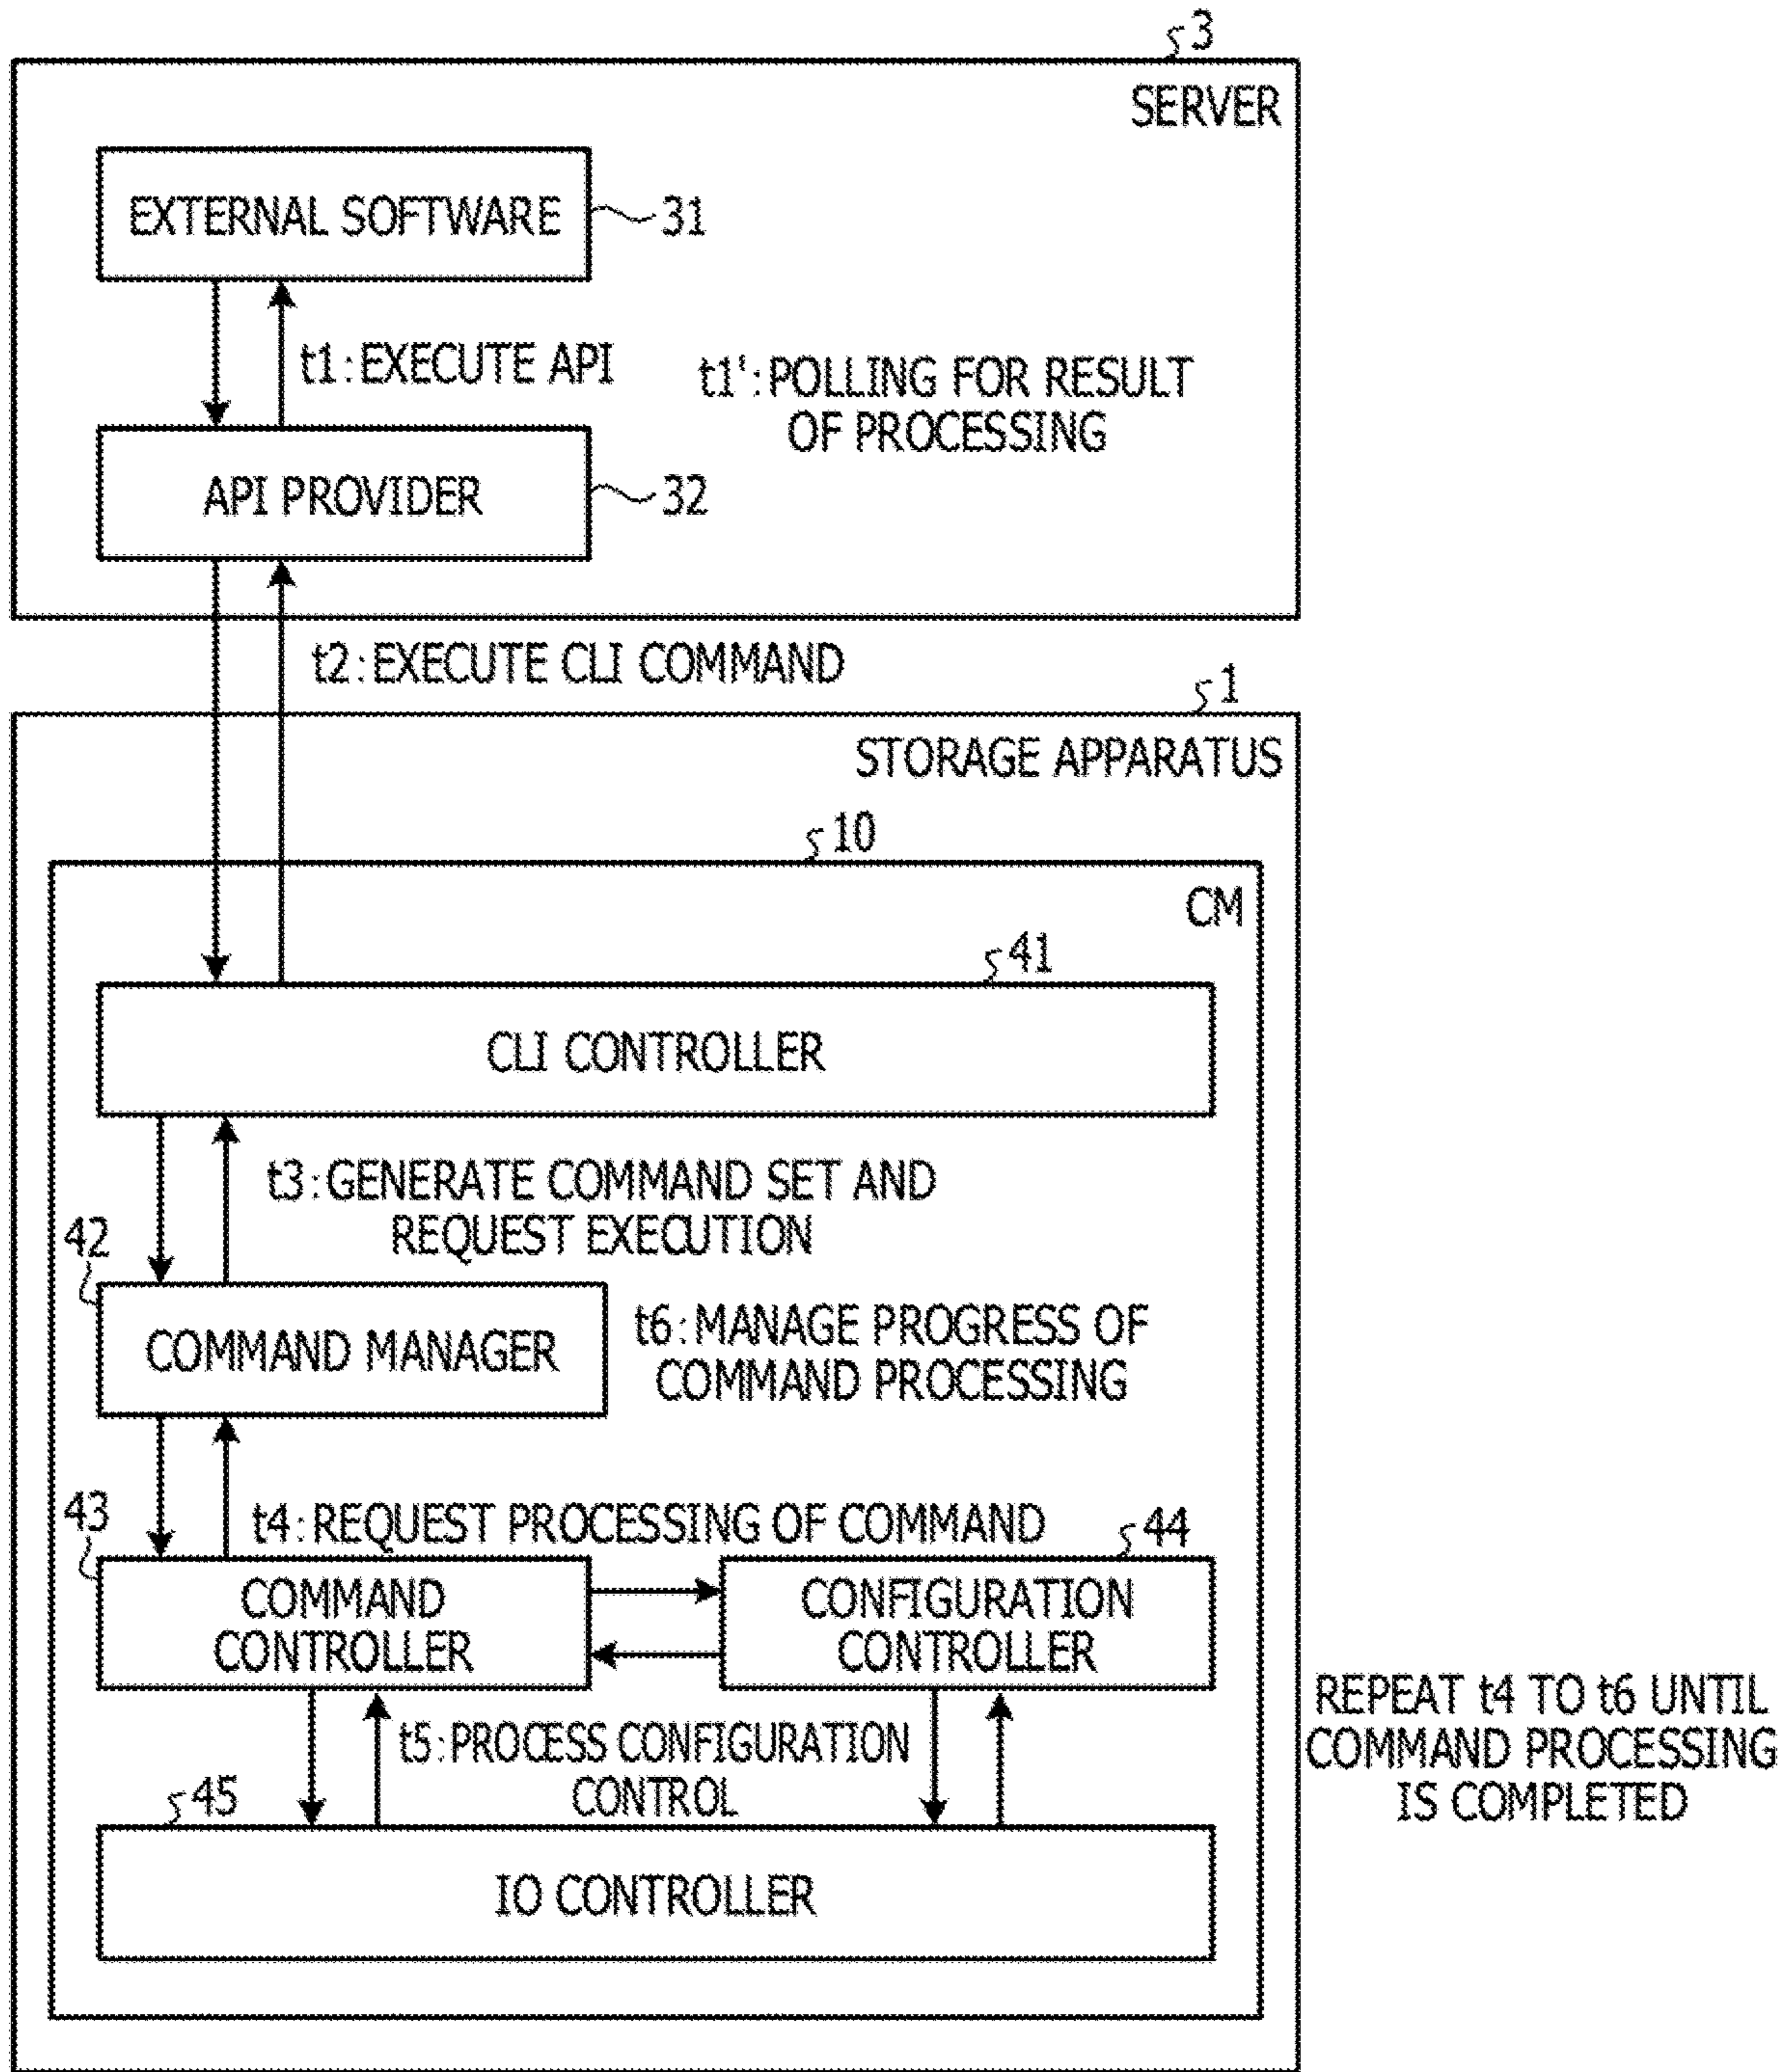 3
SERVER
EXTERNAL SOFTWARE
31
t1:EXECUTE API
t1':POLLING FOR RESULT
OF PROCESSING
API PROVIDER
32
t2:EXECUTE CLI COMMAND
1
STORAGE APPARATUS
10
CM
41
CLI CONTROLLER
t3:GENERATE COMMAND SET AND
REQUEST EXECUTION
42
COMMAND MANAGER
t6:MANAGE PROGRESS OF
COMMAND PROCESSING
43
t4:REQUEST PROCESSING OF COMMAND
44
COMMAND
CONTROLLER
CONFIGURATION
CONTROLLER
t5:PROCESS CONFIGURATION
CONTROL
REPEAT t4 TO t6 UNTIL
COMMAND PROCESSING
IS COMPLETED
45
IO CONTROLLER